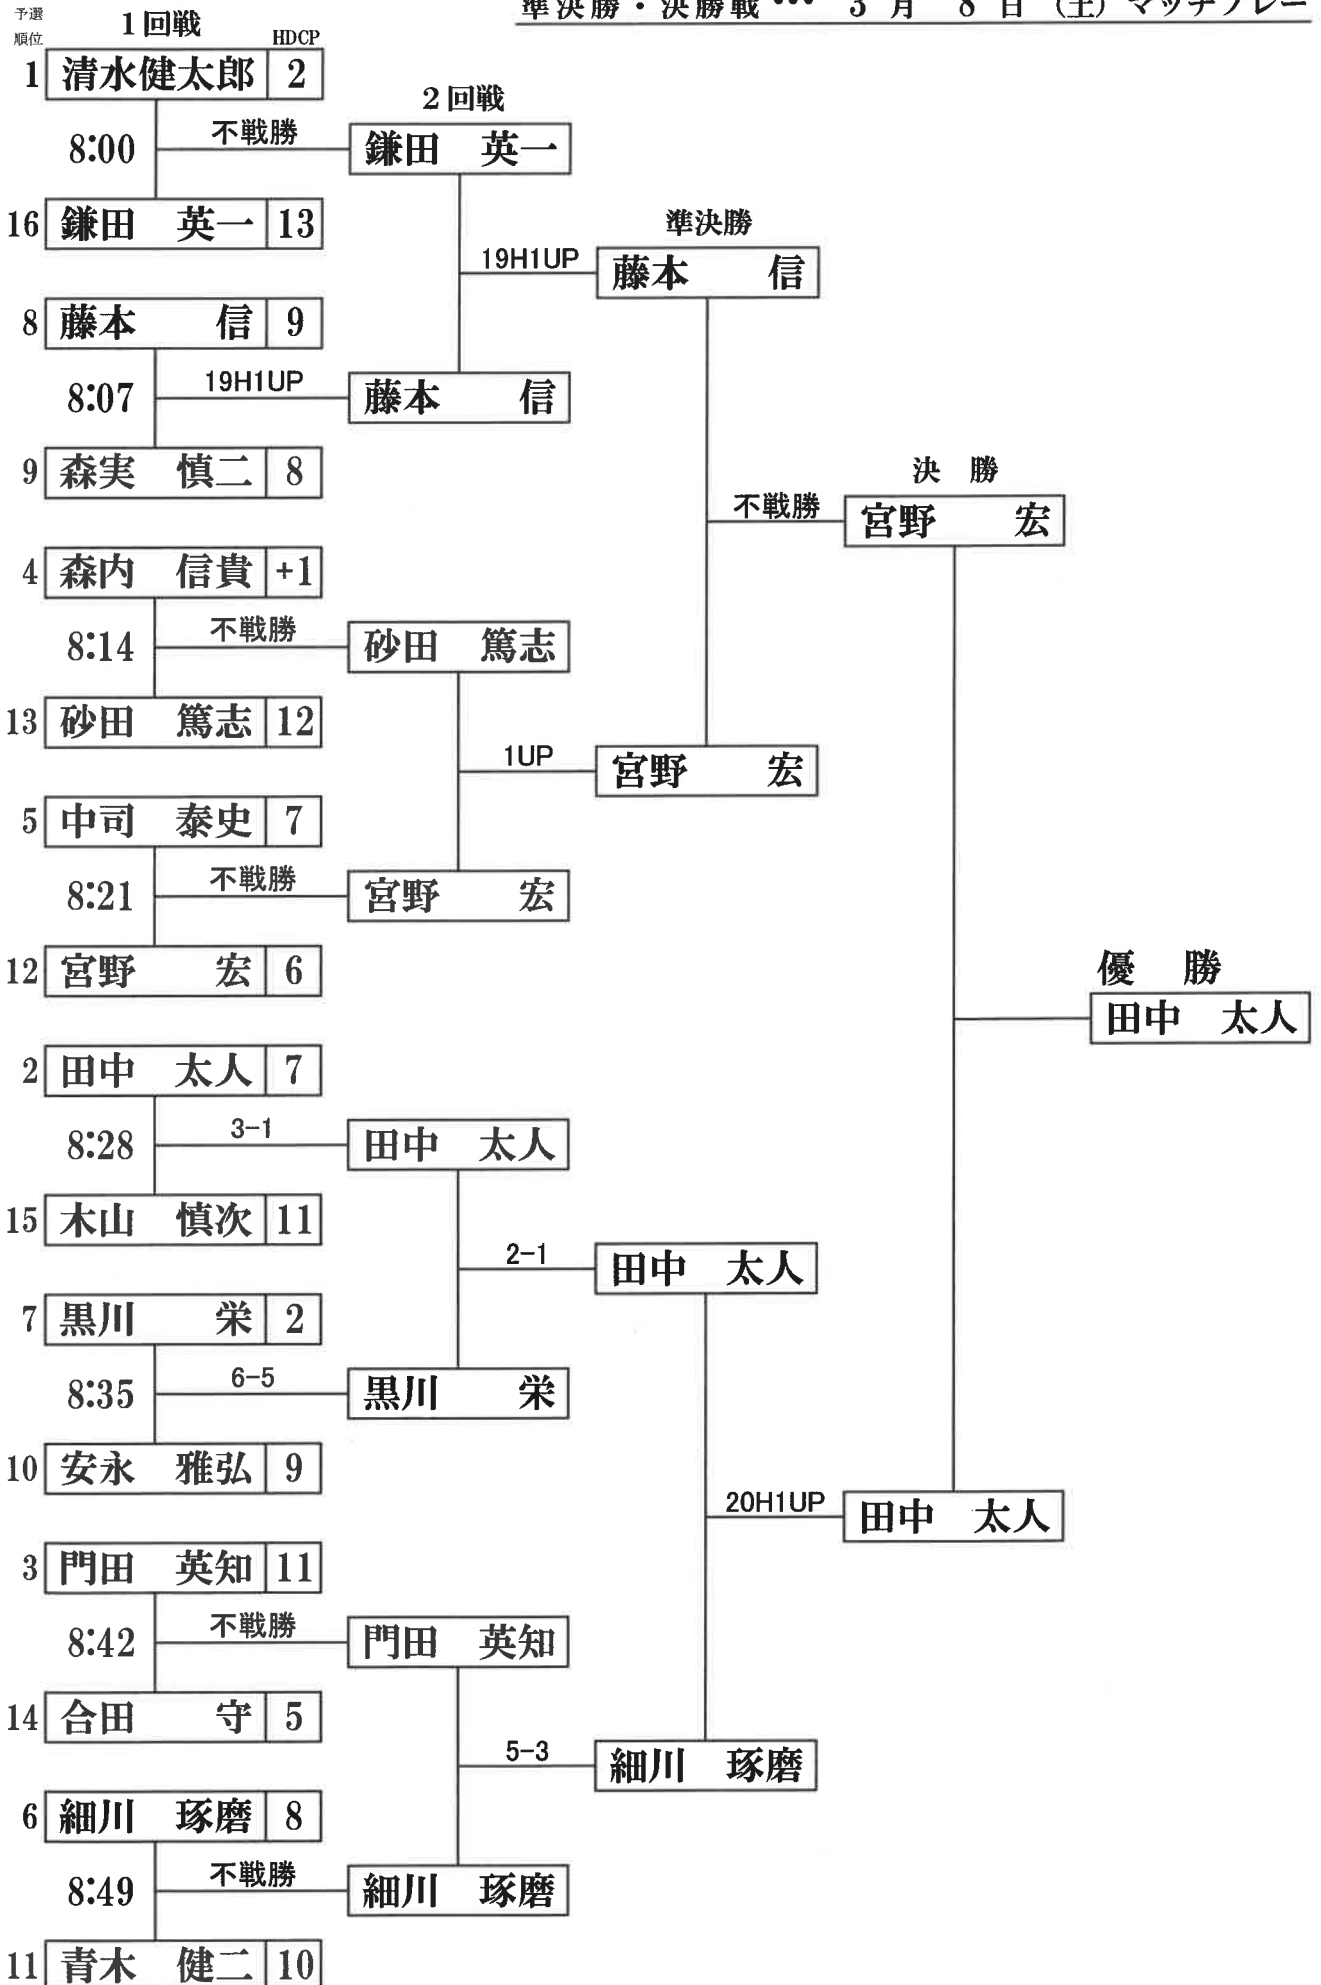 準決勝・決勝戦 ••• 3 月 8 日 (土) マッチプレー
予選
順位
1回戦
HDCP
1 清水健太郎 2
2回戦
8:00 不戦勝 鎌田 英一
16 鎌田 英一 13
準決勝
19H1UP 藤本 信
8 藤本 信 9
8:07 19H1UP 藤本 信
9 森実 慎二 8
決 勝
不戦勝 宮野 宏
4 森内 信貴 +1
8:14 不戦勝 砂田 篤志
13 砂田 篤志 12
1UP 宮野 宏
5 中司 泰史 7
8:21 不戦勝 宮野 宏
12 宮野 宏 6
優 勝
田中 太人
2 田中 太人 7
8:28 3-1 田中 太人
15 木山 慎次 11
2-1 田中 太人
7 黒川 栄 2
8:35 6-5 黒川 栄
10 安永 雅弘 9
20H1UP 田中 太人
3 門田 英知 11
8:42 不戦勝 門田 英知
14 合田 守 5
5-3 細川 琢磨
6 細川 琢磨 8
8:49 不戦勝 細川 琢磨
11 青木 健二 10